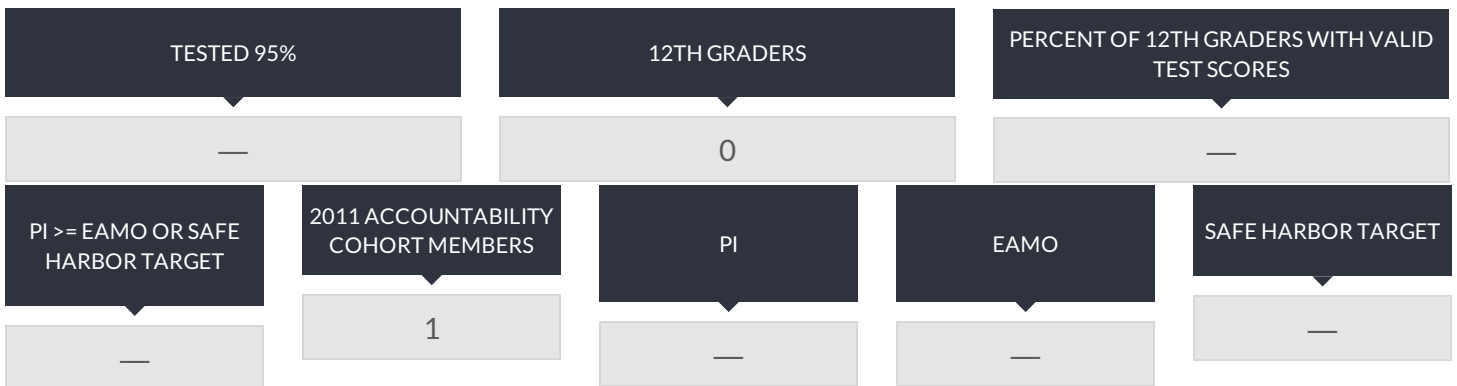 TESTED 95%
12TH GRADERS
PERCENT OF 12TH GRADERS WITH VALID
TEST SCORES
—
0
—
PI >= EAMO OR SAFE
HARBOR TARGET
2011 ACCOUNTABILITY
COHORT MEMBERS
PI
EAMO
SAFE HARBOR TARGET
—
1
—
—
—